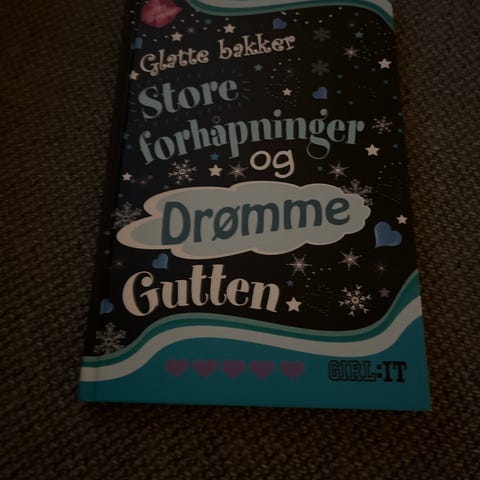 Glatte bakker
Store
forhåpninger
og
Drømme
Gutten
GIRL:IT